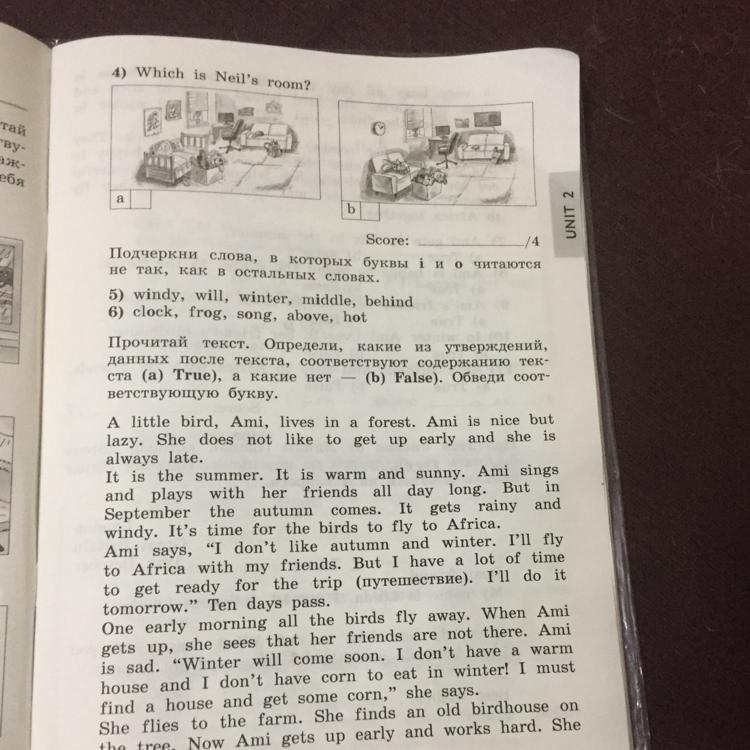 тай
ству-
аж-
ебя
4) Which is Neil's room?
a
b
UNIT 2
Score: ____________/4
Подчеркни слова, в которых буквы i и o читаются
не так, как в остальных словах.
5) windy, will, winter, middle, behind
6) clock, frog, song, above, hot
Прочитай текст. Определи, какие из утверждений,
данных после текста, соответствуют содержанию тек-
ста (a) True), а какие нет — (b) False). Обведи соот-
ветствующую букву.
A little bird, Ami, lives in a forest. Ami is nice but
lazy. She does not like to get up early and she is
always late.
It is the summer. It is warm and sunny. Ami sings
and plays with her friends all day long. But in
September the autumn comes. It gets rainy and
windy. It's time for the birds to fly to Africa.
Ami says, “I don't like autumn and winter. I'll fly
to Africa with my friends. But I have a lot of time
to get ready for the trip (путешествие). I'll do it
tomorrow.” Ten days pass.
One early morning all the birds fly away. When Ami
gets up, she sees that her friends are not there. Ami
is sad. “Winter will come soon. I don't have a warm
house and I don't have corn to eat in winter! I must
find a house and get some corn,” she says.
She flies to the farm. She finds an old birdhouse on
the tree. Now Ami gets up early and works hard. She